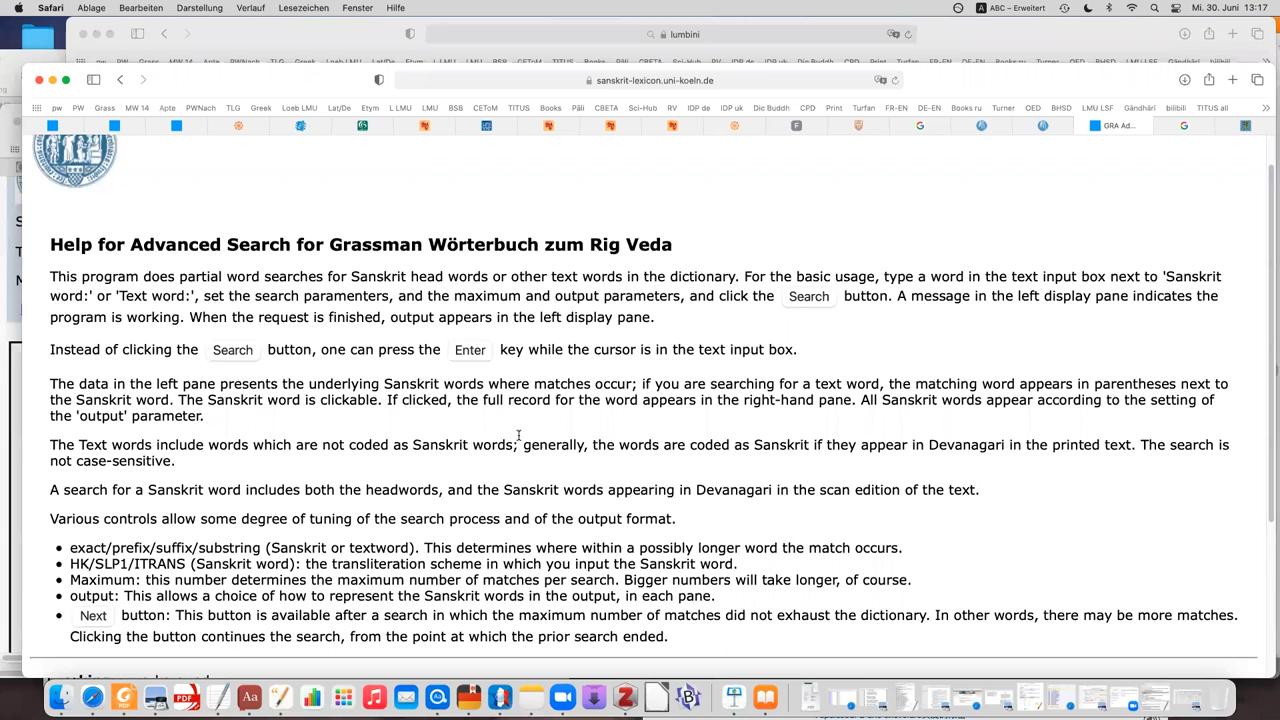 Safari Ablage Bearbeiten Darstellung Verlauf Lesezeichen Fenster Hilfe A ABC – Erweitert Mi. 30. Juni 13:17
lumbini
sanskrit-lexicon.uni-koeln.de
pw PW Grass MW 14 Apte PWNach TLG Greek Loeb LMU Lat/De Etym L LMU LMU BSB CEToM TITUS Books Pāli CBETA Sci-Hub RV IDP de IDP uk Dic Buddh CPD Print Turfan FR-EN DE-EN Books ru Turner OED BHSD LMU LSF Gāndhārī bilibili TITUS all
GRA Ad...
Help for Advanced Search for Grassman Wörterbuch zum Rig Veda
This program does partial word searches for Sanskrit head words or other text words in the dictionary. For the basic usage, type a word in the text input box next to 'Sanskrit
word:' or 'Text word:', set the search paramenters, and the maximum and output parameters, and click the Search button. A message in the left display pane indicates the
program is working. When the request is finished, output appears in the left display pane.
Instead of clicking the Search button, one can press the Enter key while the cursor is in the text input box.
The data in the left pane presents the underlying Sanskrit words where matches occur; if you are searching for a text word, the matching word appears in parentheses next to
the Sanskrit word. The Sanskrit word is clickable. If clicked, the full record for the word appears in the right-hand pane. All Sanskrit words appear according to the setting of
the 'output' parameter.
The Text words include words which are not coded as Sanskrit words; generally, the words are coded as Sanskrit if they appear in Devanagari in the printed text. The search is
not case-sensitive.
A search for a Sanskrit word includes both the headwords, and the Sanskrit words appearing in Devanagari in the scan edition of the text.
Various controls allow some degree of tuning of the search process and of the output format.
• exact/prefix/suffix/substring (Sanskrit or textword). This determines where within a possibly longer word the match occurs.
• HK/SLP1/ITRANS (Sanskrit word): the transliteration scheme in which you input the Sanskrit word.
• Maximum: this number determines the maximum number of matches per search. Bigger numbers will take longer, of course.
• output: This allows a choice of how to represent the Sanskrit words in the output, in each pane.
• Next button: This button is available after a search in which the maximum number of matches did not exhaust the dictionary. In other words, there may be more matches.
Clicking the button continues the search, from the point at which the prior search ended.